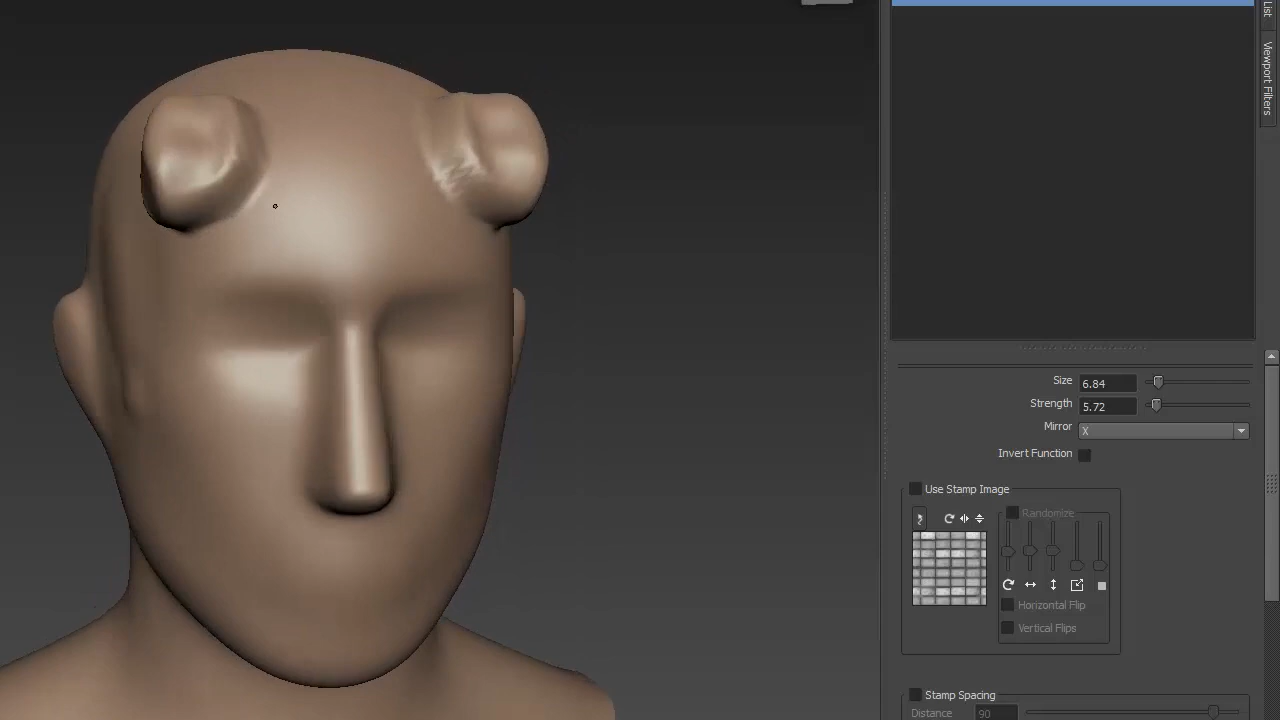 List
Viewport Filters
Size 6.84
Strength 5.72
Mirror X
Invert Function
Use Stamp Image
Randomize
Horizontal Flip
Vertical Flips
Stamp Spacing
Distance 90